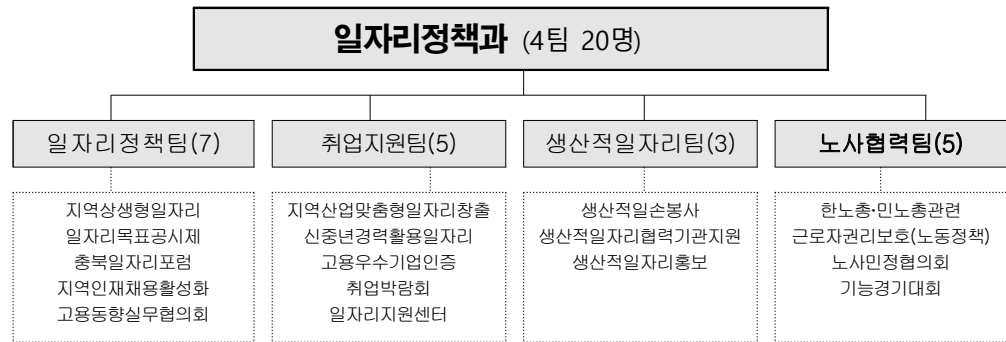 일자리정책과 (4팀 20명)
일자리정책팀(7)
지역상생형일자리
일자리목표공시제
충북일자리포럼
지역인재채용활성화
고용동향실무협의회
취업지원팀(5)
지역산업맞춤형일자리창출
신중년경력활용일자리
고용우수기업인증
취업박람회
일자리지원센터
생산적일자리팀(3)
생산적일손봉사
생산적일자리협력기관지원
생산적일자리홍보
노사협력팀(5)
한노총·민노총관련
근로자권리보호(노동정책)
노사민정협의회
기능경기대회